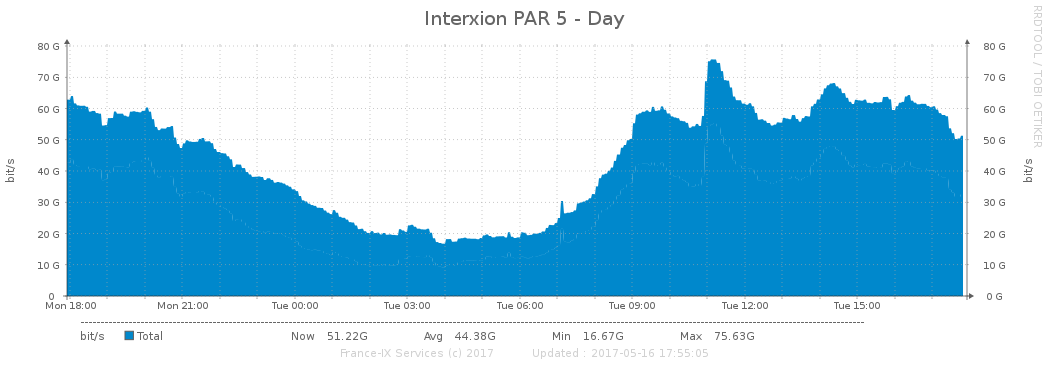 Interxion PAR 5 - Day
RRDTOOL / TOBI OETIKER
80 G 80 G
70 G 70 G
60 G 60 G
50 G 50 G
40 G 40 G
30 G 30 G
20 G 20 G
10 G 10 G
0 0 G
bit/s bit/s
Mon 18:00 Mon 21:00 Tue 00:00 Tue 03:00 Tue 06:00 Tue 09:00 Tue 12:00 Tue 15:00
bit/s Total Now 51.22G Avg 44.38G Min 16.67G Max 75.63G
France-IX Services (c) 2017 Updated : 2017-05-16 17:55:05